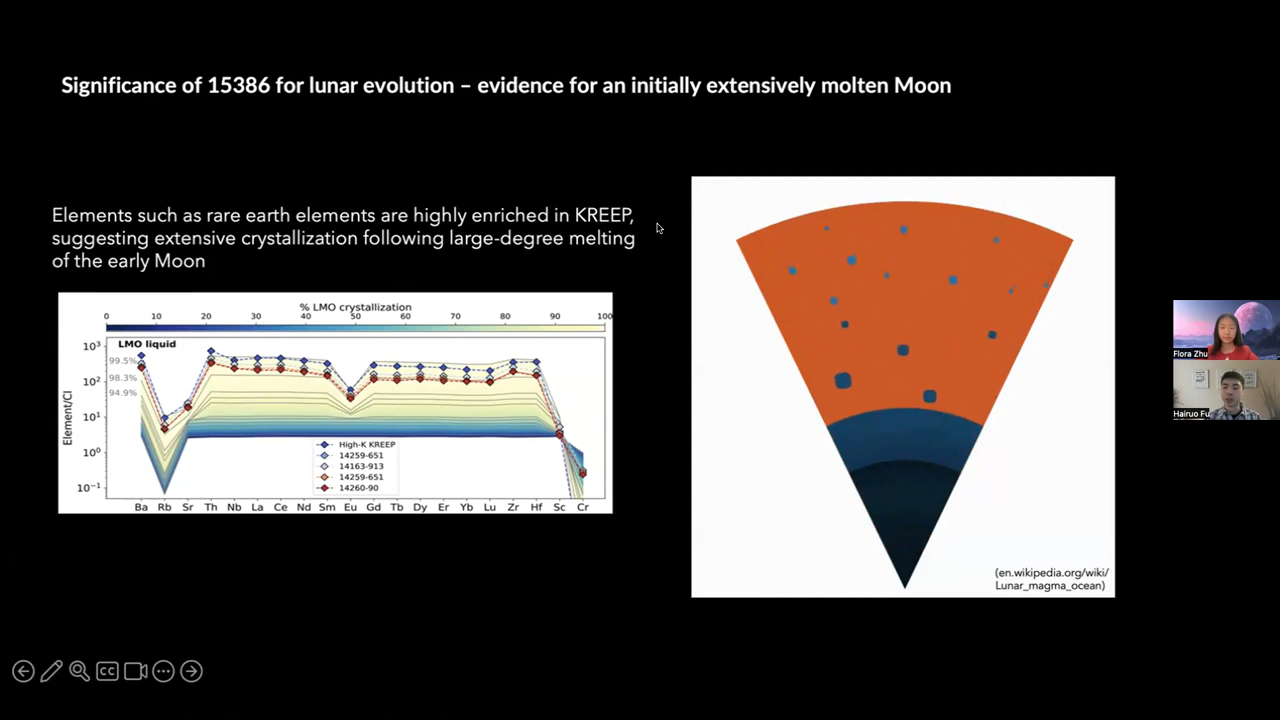 Significance of 15386 for lunar evolution – evidence for an initially extensively molten Moon
Elements such as rare earth elements are highly enriched in KREEP,
suggesting extensive crystallization following large-degree melting
of the early Moon
% LMO crystallization
0 10 20 30 40 50 60 70 80 90 100
LMO liquid
99.5%
98.3%
94.9%
10³
10²
10¹
10⁰
10⁻¹
Element/CI
High-K KREEP
14259-651
14163-913
14259-651
14260-90
Ba Rb Sr Th Nb La Ce Nd Sm Eu Gd Tb Dy Er Yb Lu Zr Hf Sc Cr
(en.wikipedia.org/wiki/
Lunar_magma_ocean)
Flora Zhu
Hairuo Fu
CC